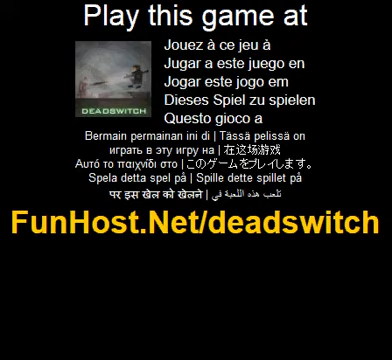 Play this game at
DEADSWITCH
Jouez à ce jeu à
Jugar a este juego en
Jogar este jogo em
Dieses Spiel zu spielen
Questo gioco a
Bermain permainan ini di | Tässä pelissä on
играть в эту игру на | 在这场游戏
Αυτό το παιχνίδι στο | このゲームをプレイします。
Spela detta spel på | Spille dette spillet på
पर इस खेल को खेलने | تلعب هذه اللعبة في
FunHost.Net/deadswitch